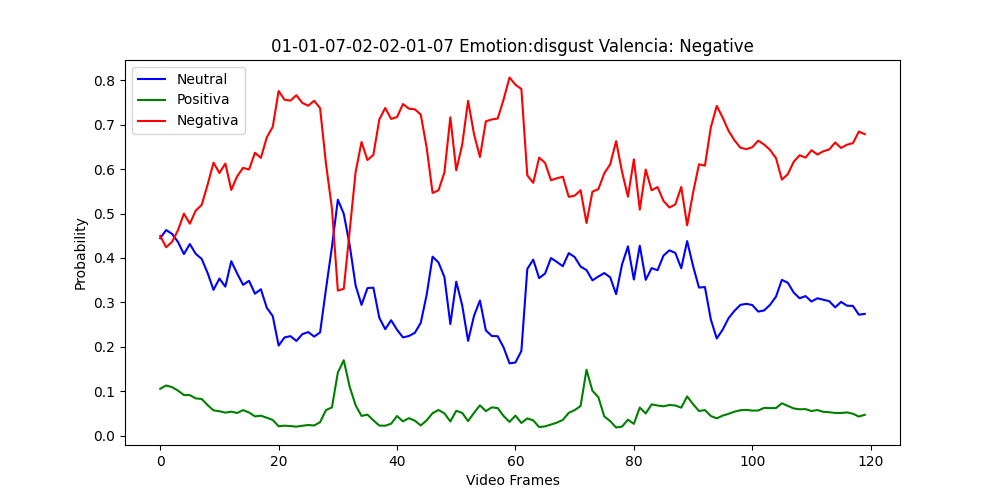 01-01-07-02-02-01-07 Emotion:disgust Valencia: Negative
Neutral
Positiva
Negativa
0.8
0.7
0.6
0.5
0.4
0.3
0.2
0.1
0.0
Probability
0 20 40 60 80 100 120
Video Frames